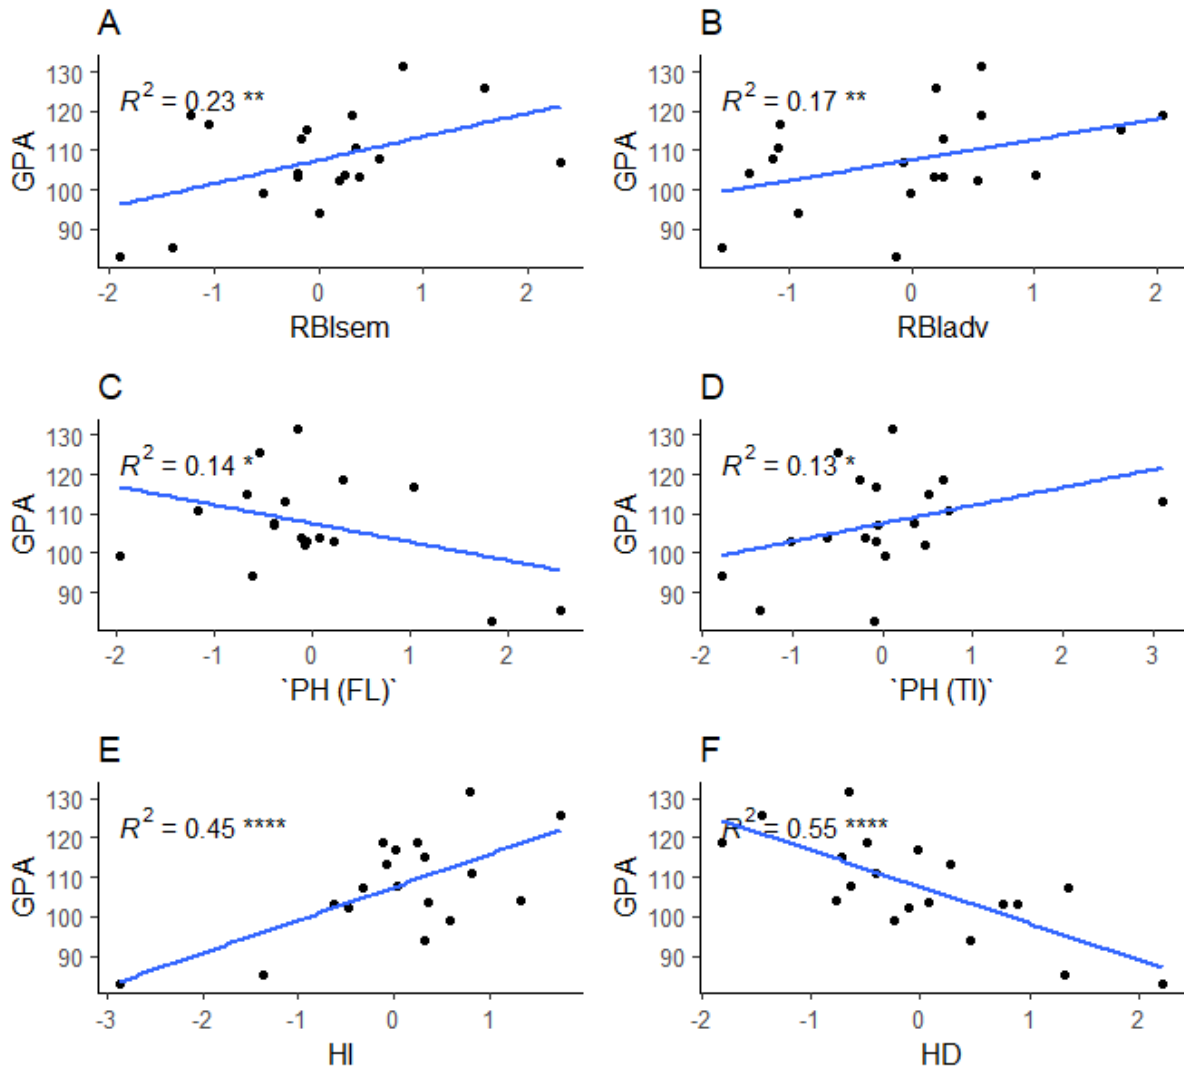 A
GPA
130
120
110
100
90
R² = 0.23 **
-2 -1 0 1 2
RBIsem
B
GPA
130
120
110
100
90
R² = 0.17 **
-1 0 1 2
RBIadv
C
GPA
130
120
110
100
90
R² = 0.14 *
-2 -1 0 1 2
`PH (FL)`
D
GPA
130
120
110
100
90
R² = 0.13 *
-2 -1 0 1 2 3
`PH (TI)`
E
GPA
130
120
110
100
90
R² = 0.45 ****
-3 -2 -1 0 1
HI
F
GPA
130
120
110
100
90
R² = 0.55 ****
-2 -1 0 1 2
HD